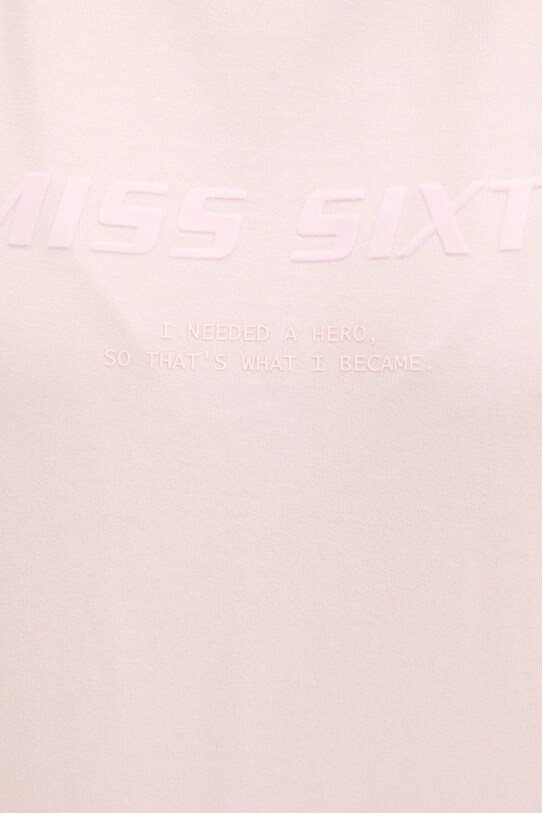 MISS SIXT
I NEEDED A HERO,
SO THAT'S WHAT I BECAME.